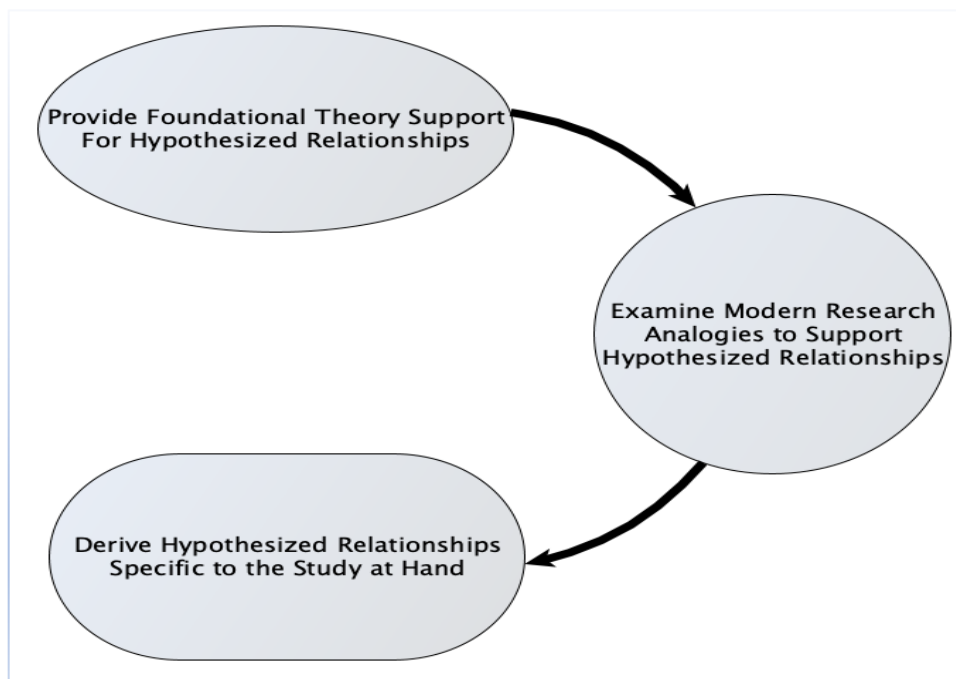 Provide Foundational Theory Support
For Hypothesized Relationships
Examine Modern Research
Analogies to Support
Hypothesized Relationships
Derive Hypothesized Relationships
Specific to the Study at Hand